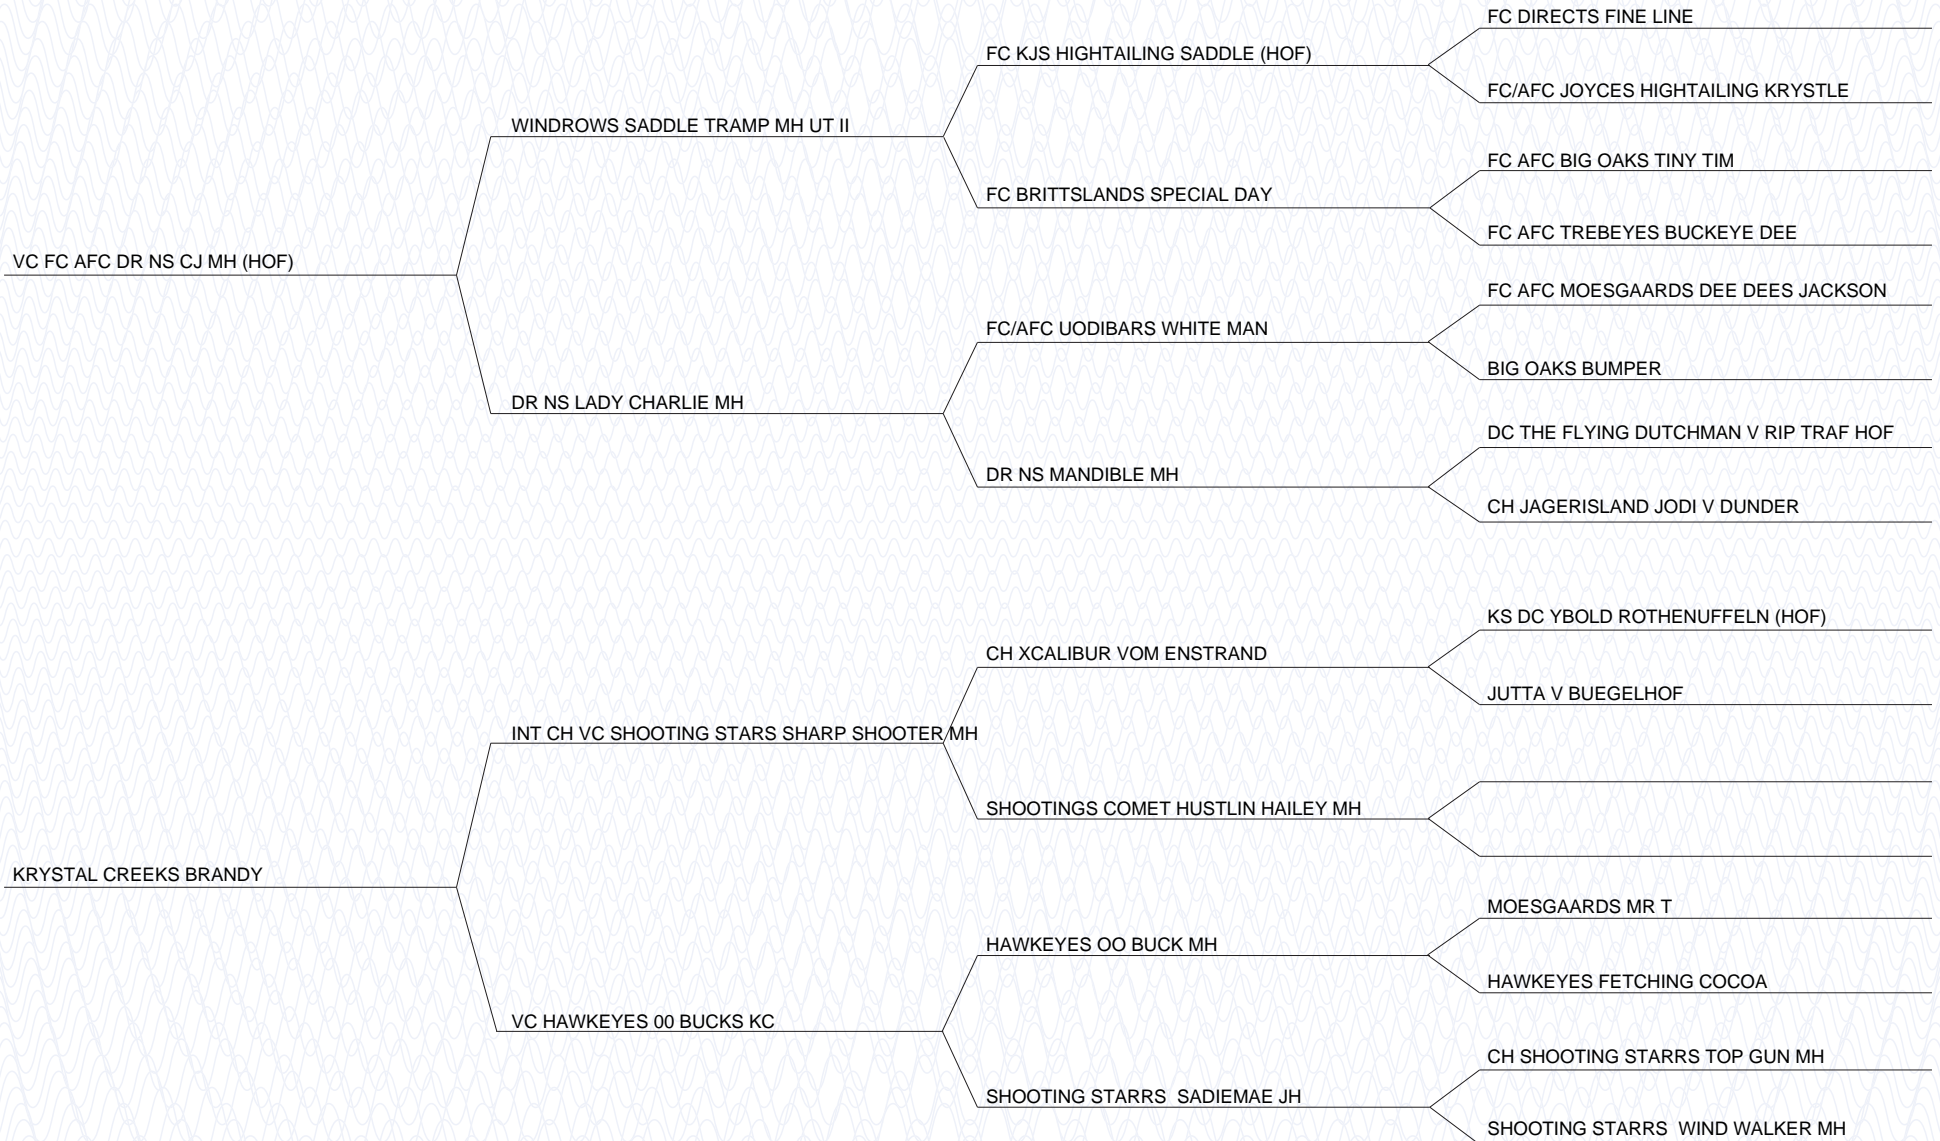 FC DIRECTS FINE LINE
FC KJS HIGHTAILING SADDLE (HOF)
FC/AFC JOYCES HIGHTAILING KRYSTLE
WINDROWS SADDLE TRAMP MH UT II
FC AFC BIG OAKS TINY TIM
FC BRITTSLANDS SPECIAL DAY
FC AFC TREBEYES BUCKEYE DEE
VC FC AFC DR NS CJ MH (HOF)
FC AFC MOESGAARDS DEE DEES JACKSON
FC/AFC UODIBARS WHITE MAN
BIG OAKS BUMPER
DR NS LADY CHARLIE MH
DC THE FLYING DUTCHMAN V RIP TRAF HOF
DR NS MANDIBLE MH
CH JAGERISLAND JODI V DUNDER
KS DC YBOLD ROTHENUFFELN (HOF)
CH XCALIBUR VOM ENSTRAND
JUTTA V BUEGELHOF
INT CH VC SHOOTING STARS SHARP SHOOTER MH
SHOOTINGS COMET HUSTLIN HAILEY MH
KRYSTAL CREEKS BRANDY
MOESGAARDS MR T
HAWKEYES OO BUCK MH
HAWKEYES FETCHING COCOA
VC HAWKEYES 00 BUCKS KC
CH SHOOTING STARRS TOP GUN MH
SHOOTING STARRS  SADIEMAE JH
SHOOTING STARRS  WIND WALKER MH